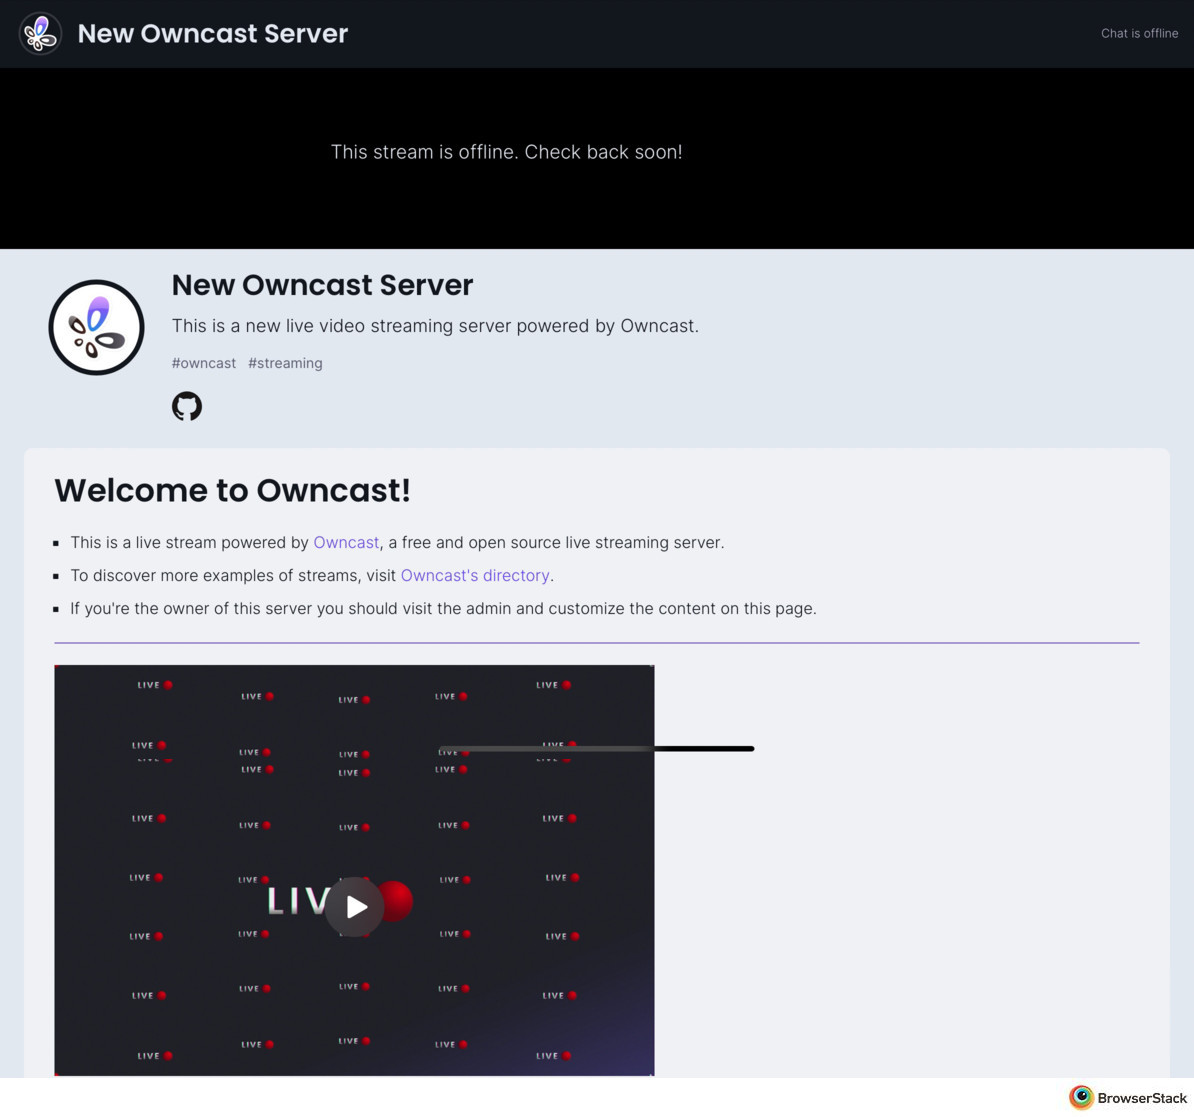 New Owncast Server
Chat is offline
This stream is offline. Check back soon!
New Owncast Server
This is a new live video streaming server powered by Owncast.
#owncast #streaming
Welcome to Owncast!
This is a live stream powered by Owncast, a free and open source live streaming server.
To discover more examples of streams, visit Owncast's directory.
If you're the owner of this server you should visit the admin and customize the content on this page.
LIVE LIVE LIVE LIVE LIVE
LIVE LIVE LIVE LIVE LIVE
LIVE LIVE LIVE
LIVE LIVE LIVE LIVE LIVE
LIVE LIVE LIVE LIVE
LIV
LIVE LIVE LIVE LIVE
LIVE LIVE LIVE LIVE LIVE
LIVE LIVE LIVE LIVE LIVE
BrowserStack